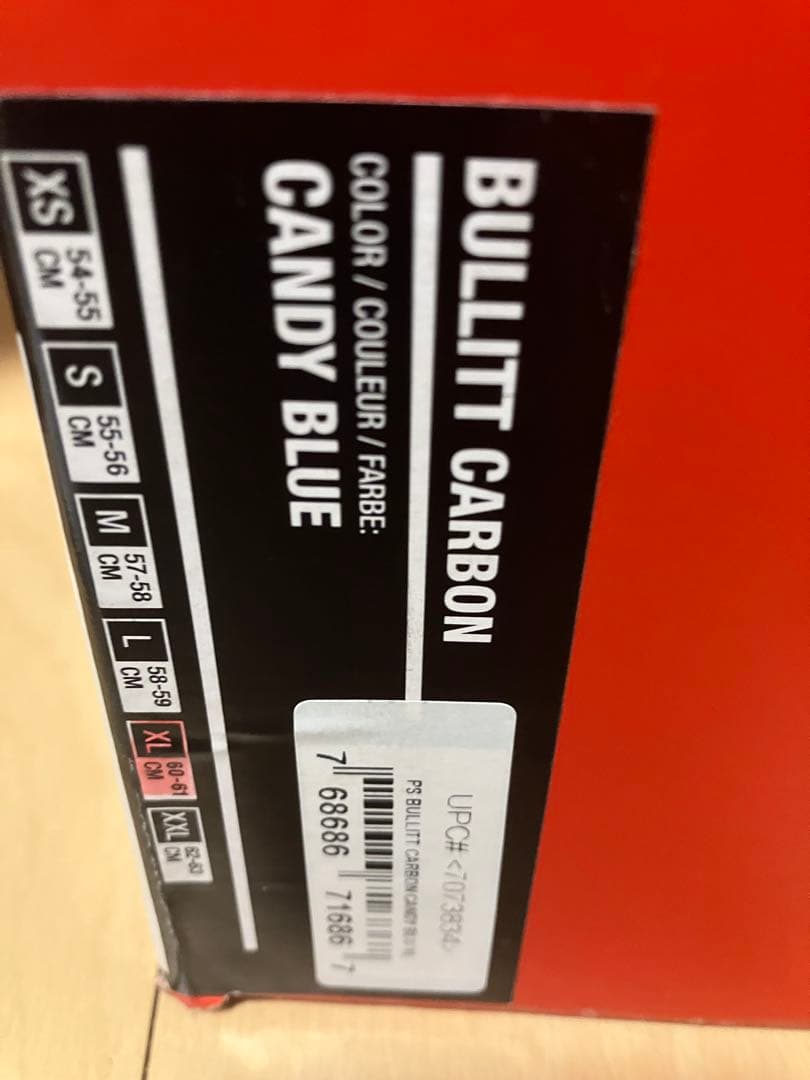 BULLITT CARBON
COLOR / COULEUR / FARBE:
CANDY BLUE
UPC# <7073834>
PS BULLITT CARBON CANDY
7 68686 71686 7
XS 54-55 CM
S 55-56 CM
M 57-58 CM
L 58-59 CM
XL 60-61 CM
XXL 62-63 CM